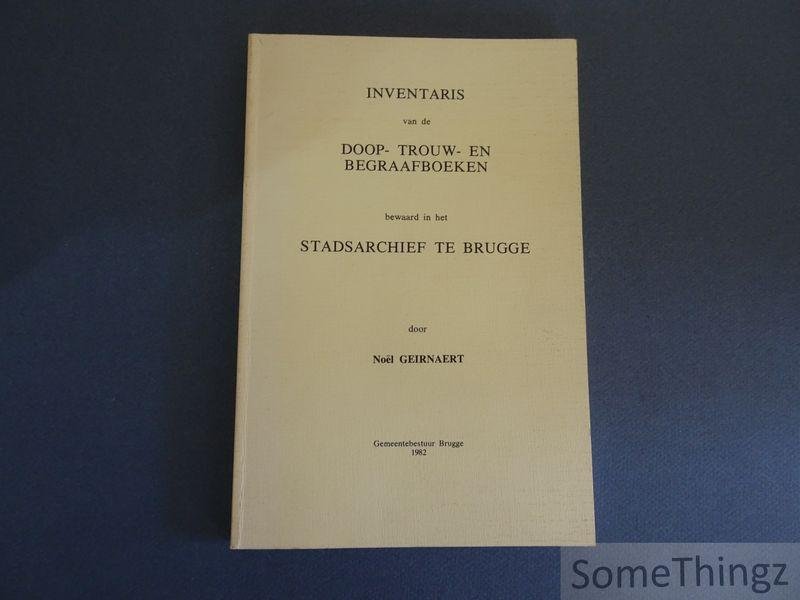 INVENTARIS
van de
DOOP- TROUW- EN
BEGRAAFBOEKEN
bewaard in het
STADSARCHIEF TE BRUGGE
door
Noël GEIRNAERT
Gemeentebestuur Brugge
1982
SomeThingz